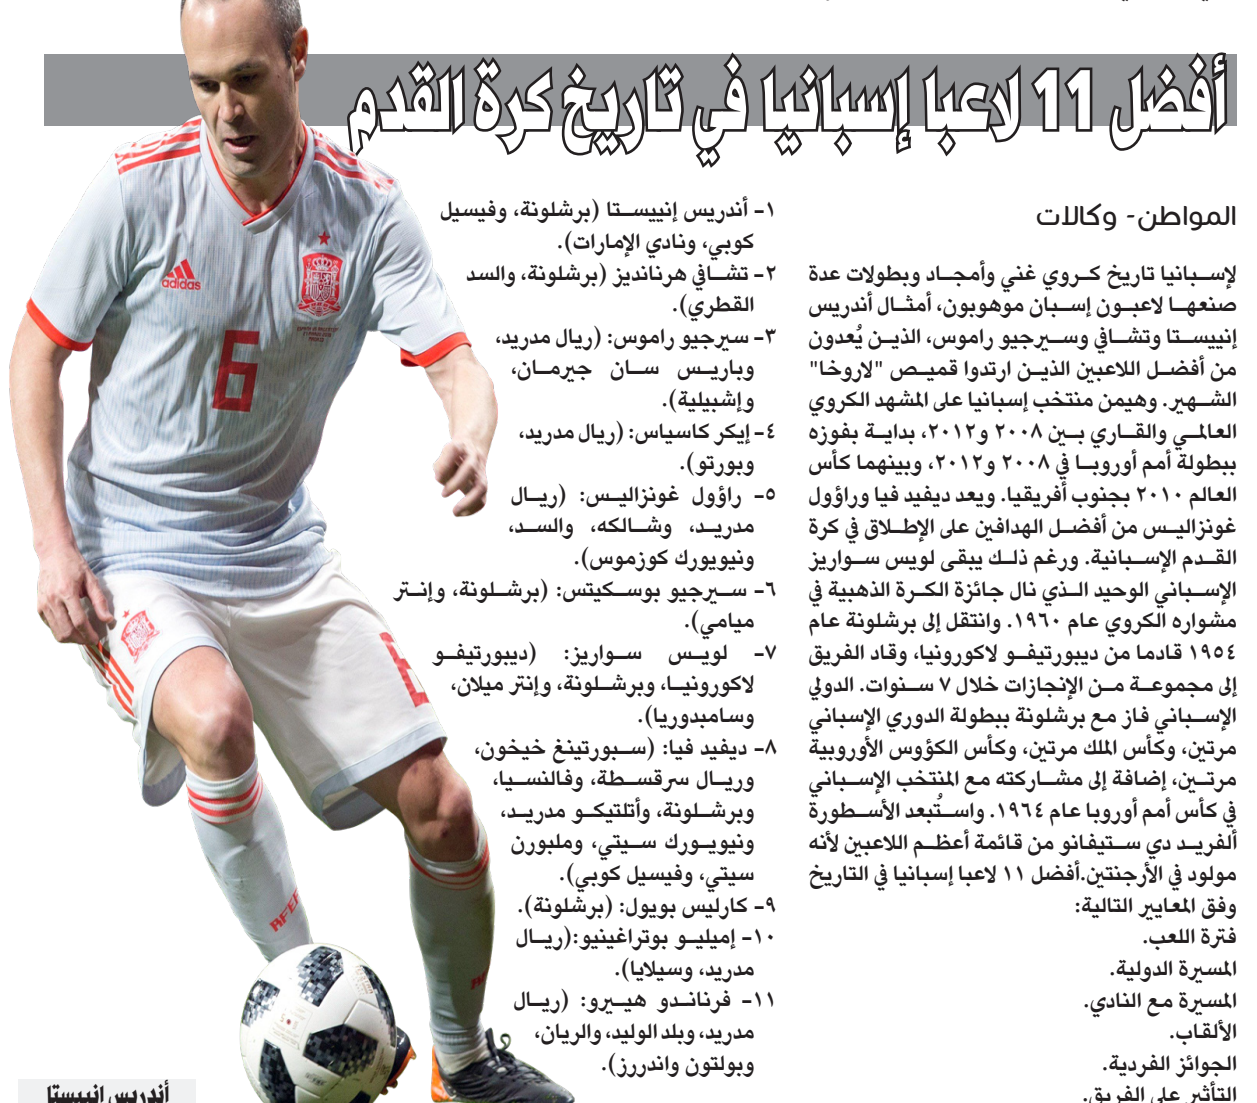 أفضل 11 لاعبا إسبانيا في تاريخ كرة القدم
المواطن- وكالات
لإسبانيا تاريخ كروي غني وأمجاد وبطولات عدة
صنعها لاعبون إسبان موهوبون، أمثال أندريس
إنييستا وتشافي وسيرجيو راموس، الذين يُعدون
من أفضل اللاعبين الذين ارتدوا قميص "لاروخا"
الشهير. وهيمن منتخب إسبانيا على المشهد الكروي
العالمي والقاري بين ٢٠٠٨ و٢٠١٢، بداية بفوزه
ببطولة أمم أوروبا في ٢٠٠٨ و٢٠١٢، وبينهما كأس
العالم ٢٠١٠ بجنوب أفريقيا. ويعد ديفيد فيا وراؤول
غونزاليس من أفضل الهدافين على الإطلاق في كرة
القدم الإسبانية. ورغم ذلك يبقى لويس سواريز
الإسباني الوحيد الذي نال جائزة الكرة الذهبية في
مشواره الكروي عام ١٩٦٠. وانتقل إلى برشلونة عام
١٩٥٤ قادما من ديبورتيفو لاكورونيا، وقاد الفريق
إلى مجموعة من الإنجازات خلال ٧ سنوات. الدولي
الإسباني فاز مع برشلونة ببطولة الدوري الإسباني
مرتين، وكأس الملك مرتين، وكأس الكؤوس الأوروبية
مرتين، إضافة إلى مشاركته مع المنتخب الإسباني
في كأس أمم أوروبا عام ١٩٦٤. واستُبعد الأسطورة
ألفريد دي ستيفانو من قائمة أعظم اللاعبين لأنه
مولود في الأرجنتين.أفضل ١١ لاعبا إسبانيا في التاريخ
وفق المعايير التالية:
فترة اللعب.
المسيرة الدولية.
المسيرة مع النادي.
الألقاب.
الجوائز الفردية.
التأثير على الفريق.
١- أندريس إنييستا (برشلونة، وفيسيل
كوبي، ونادي الإمارات).
٢- تشافي هرنانديز (برشلونة، والسد
القطري).
٣- سيرجيو راموس: (ريال مدريد،
وباريس سان جيرمان،
وإشبيلية).
٤- إيكر كاسياس: (ريال مدريد،
وبورتو).
٥- راؤول غونزاليس: (ريال
مدريد، وشالكه، والسد،
ونيويورك كوزموس).
٦- سيرجيو بوسكيتس: (برشلونة، وإنتر
ميامي).
٧- لويس سواريز: (ديبورتيفو
لاكورونيا، وبرشلونة، وإنتر ميلان،
وسامبدوريا).
٨- ديفيد فيا: (سبورتينغ خيخون،
وريال سرقسطة، وفالنسيا،
وبرشلونة، وأتلتيكو مدريد،
ونيويورك سيتي، وملبورن
سيتي، وفيسيل كوبي).
٩- كارليس بويول: (برشلونة).
١٠- إميليو بوتراغينيو:(ريال
مدريد، وسيلايا).
١١- فرناندو هييرو: (ريال
مدريد، وبلد الوليد، والريان،
وبولتون واندررز).
adidas
6
6
RFEF
أندريس إنييستا